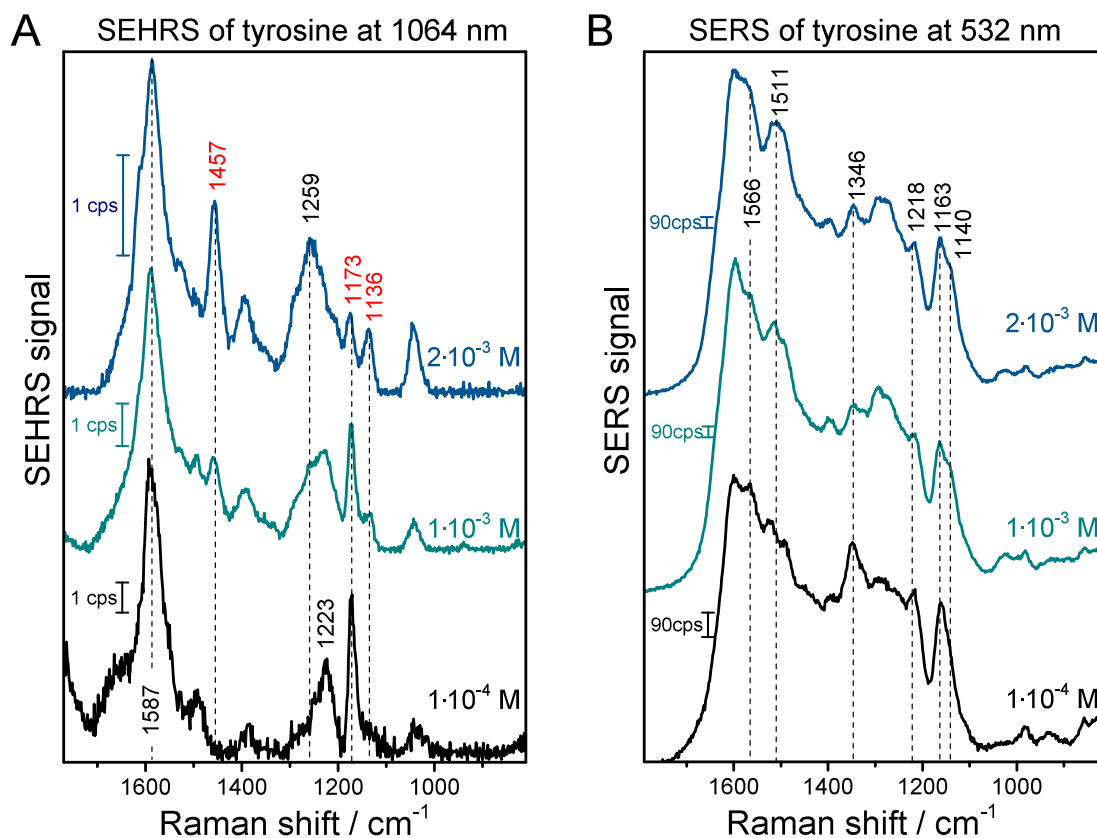 A
SEHRS of tyrosine at 1064 nm
SEHRS signal
1 cps
1457
1259
1173
1136
2·10⁻³ M
1 cps
1·10⁻³ M
1 cps
1587
1223
1·10⁻⁴ M
1600
1400
1200
1000
Raman shift / cm⁻¹
B
SERS of tyrosine at 532 nm
SERS signal
90cps
1566
1511
1346
1218
1163
1140
2·10⁻³ M
90cps
1·10⁻³ M
90cps
1·10⁻⁴ M
1600
1400
1200
1000
Raman shift / cm⁻¹